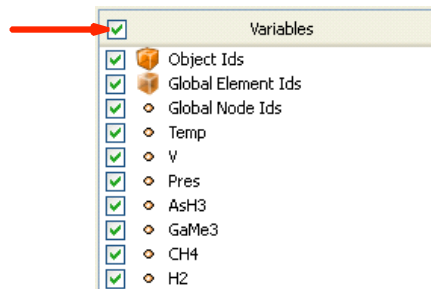 Variables
Object Ids
Global Element Ids
Global Node Ids
Temp
V
Pres
AsH3
GaMe3
CH4
H2